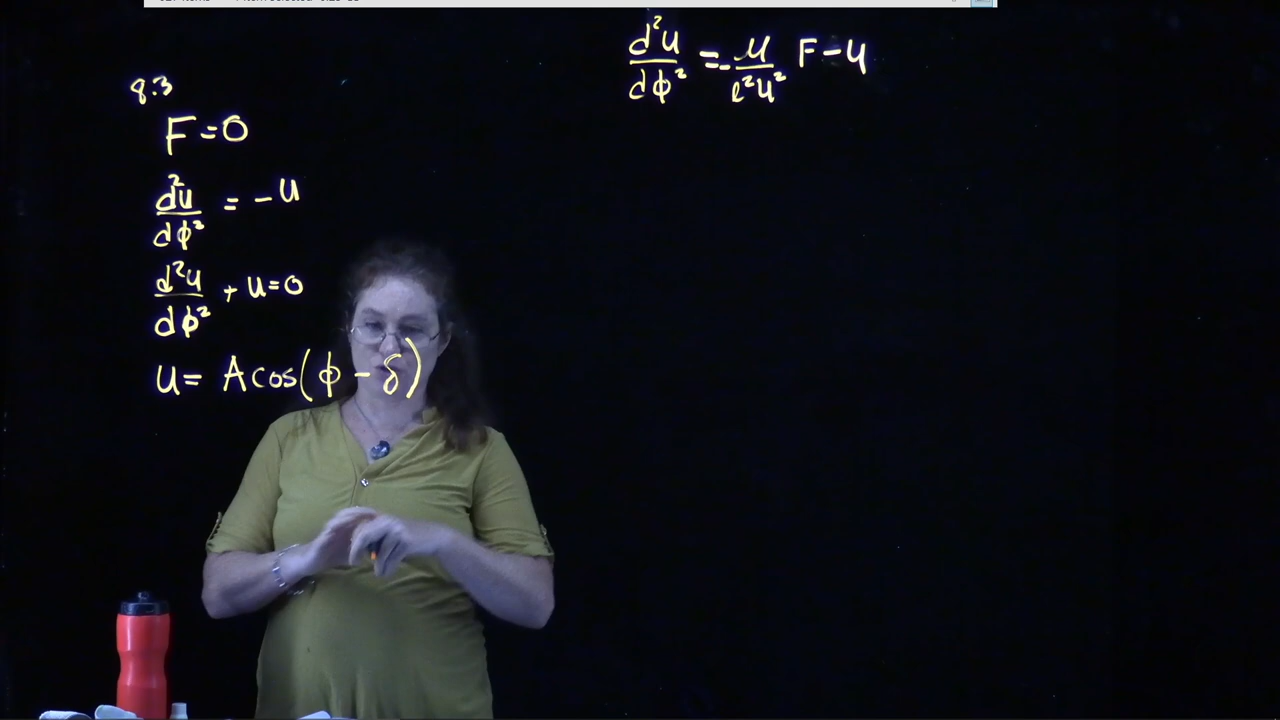 d²u/dϕ² = -μ/ℓ²u² F - u
8.3
F = 0
d²u/dϕ² = -u
d²u/dϕ² + u = 0
u = A cos(ϕ - δ)